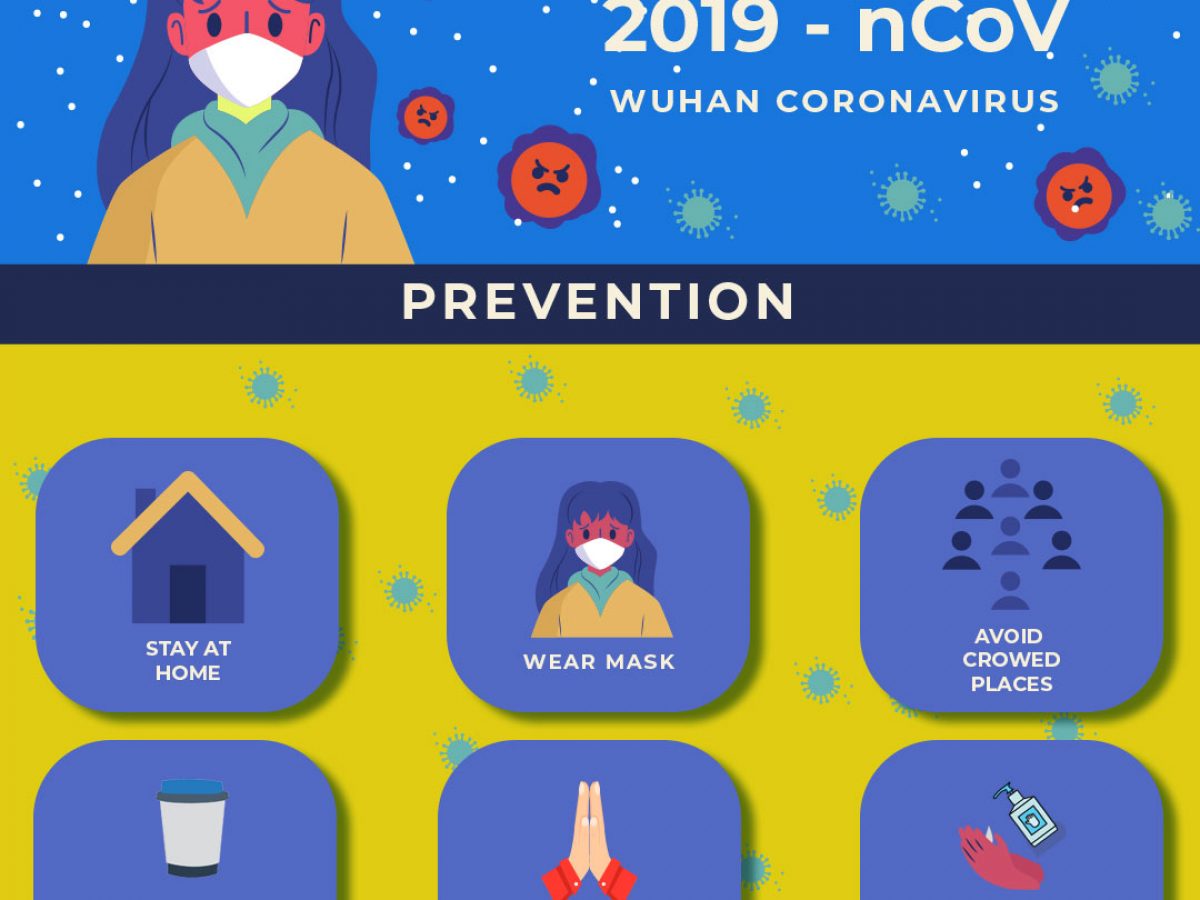 2019 - nCoV
WUHAN CORONAVIRUS
PREVENTION
STAY AT
HOME
WEAR MASK
AVOID
CROWED
PLACES